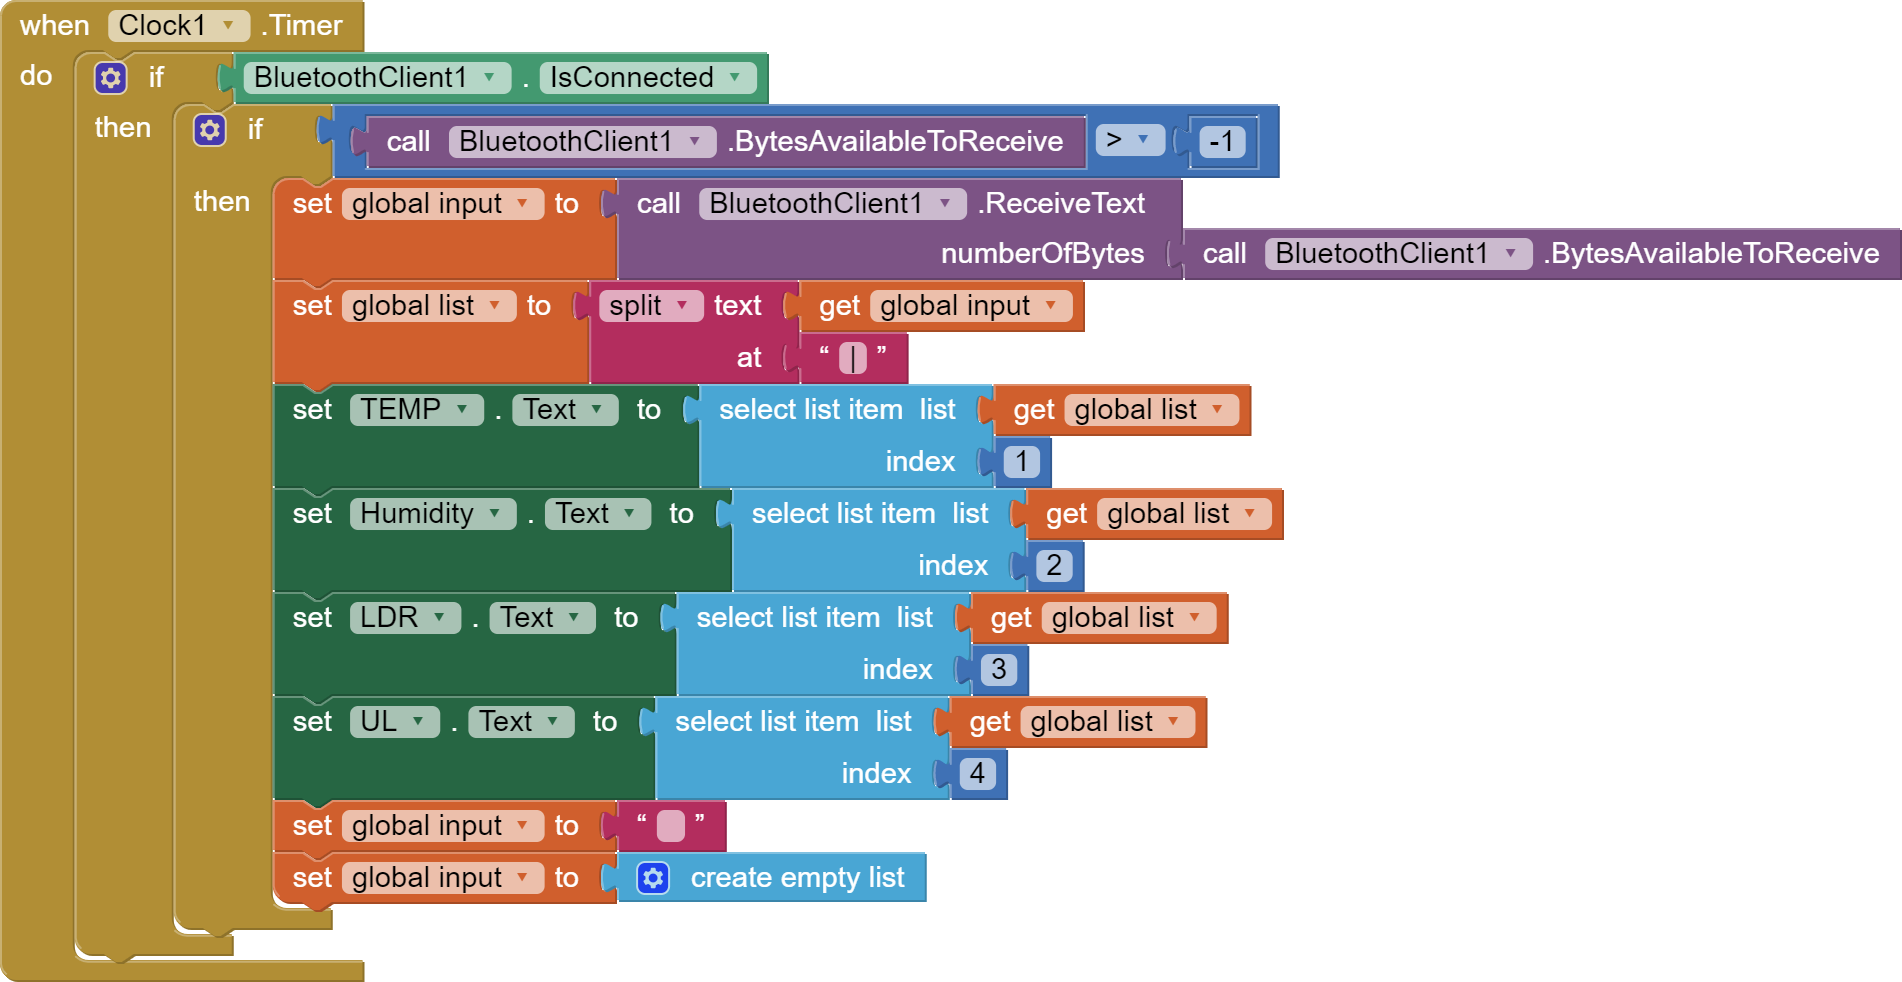 when Clock1 .Timer
do if BluetoothClient1 . IsConnected
then if call BluetoothClient1 .BytesAvailableToReceive > -1
then set global input to call BluetoothClient1 .ReceiveText
numberOfBytes call BluetoothClient1 .BytesAvailableToReceive
set global list to split text get global input
at “ | ”
set TEMP . Text to select list item list get global list
index 1
set Humidity . Text to select list item list get global list
index 2
set LDR . Text to select list item list get global list
index 3
set UL . Text to select list item list get global list
index 4
set global input to “ ”
set global input to create empty list